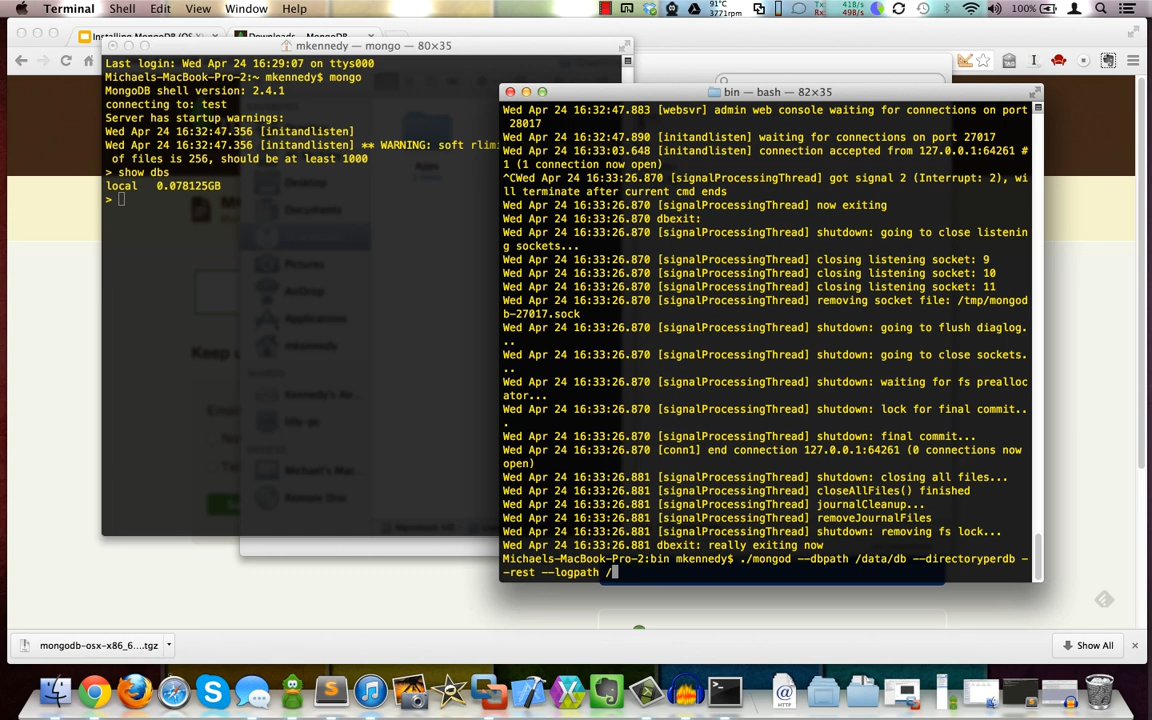 Terminal Shell Edit View Window Help
91°C
3771rpm
Tx: 418/s
Rx: 498/s
100%
mkennedy — mongo — 80×35
Last login: Wed Apr 24 16:29:07 on ttys000
Michaels-MacBook-Pro-2:~ mkennedy$ mongo
MongoDB shell version: 2.4.1
connecting to: test
Server has startup warnings:
Wed Apr 24 16:32:47.356 [initandlisten]
Wed Apr 24 16:32:47.356 [initandlisten] ** WARNING: soft rlim
of files is 256, should be at least 1000
> show dbs
local 0.078125GB
>
Desktop
Documents
Pictures
AirDrop
Applications
mkennedy
Apps
bin — bash — 82×35
Wed Apr 24 16:32:47.883 [websvr] admin web console waiting for connections on port
28017
Wed Apr 24 16:32:47.890 [initandlisten] waiting for connections on port 27017
Wed Apr 24 16:33:03.648 [initandlisten] connection accepted from 127.0.0.1:64261 #
1 (1 connection now open)
^CWed Apr 24 16:33:26.870 [signalProcessingThread] got signal 2 (Interrupt: 2), wi
ll terminate after current cmd ends
Wed Apr 24 16:33:26.870 [signalProcessingThread] now exiting
Wed Apr 24 16:33:26.870 dbexit:
Wed Apr 24 16:33:26.870 [signalProcessingThread] shutdown: going to close listenin
g sockets...
Wed Apr 24 16:33:26.870 [signalProcessingThread] closing listening socket: 9
Wed Apr 24 16:33:26.870 [signalProcessingThread] closing listening socket: 10
Wed Apr 24 16:33:26.870 [signalProcessingThread] closing listening socket: 11
Wed Apr 24 16:33:26.870 [signalProcessingThread] removing socket file: /tmp/mongod
b-27017.sock
Wed Apr 24 16:33:26.870 [signalProcessingThread] shutdown: going to flush diaglog.
..
Wed Apr 24 16:33:26.870 [signalProcessingThread] shutdown: going to close sockets.
..
Wed Apr 24 16:33:26.870 [signalProcessingThread] shutdown: waiting for fs prealloc
ator...
Wed Apr 24 16:33:26.870 [signalProcessingThread] shutdown: lock for final commit..
.
Wed Apr 24 16:33:26.870 [signalProcessingThread] shutdown: final commit...
Wed Apr 24 16:33:26.870 [conn1] end connection 127.0.0.1:64261 (0 connections now
open)
Wed Apr 24 16:33:26.881 [signalProcessingThread] shutdown: closing all files...
Wed Apr 24 16:33:26.881 [signalProcessingThread] closeAllFiles() finished
Wed Apr 24 16:33:26.881 [signalProcessingThread] journalCleanup...
Wed Apr 24 16:33:26.881 [signalProcessingThread] removeJournalFiles
Wed Apr 24 16:33:26.881 [signalProcessingThread] shutdown: removing fs lock...
Wed Apr 24 16:33:26.881 dbexit: really exiting now
Michaels-MacBook-Pro-2:bin mkennedy$ ./mongod --dbpath /data/db --directoryperdb -
-rest --logpath /
mongodb-osx-x86_6....tgz
Show All
HTTP